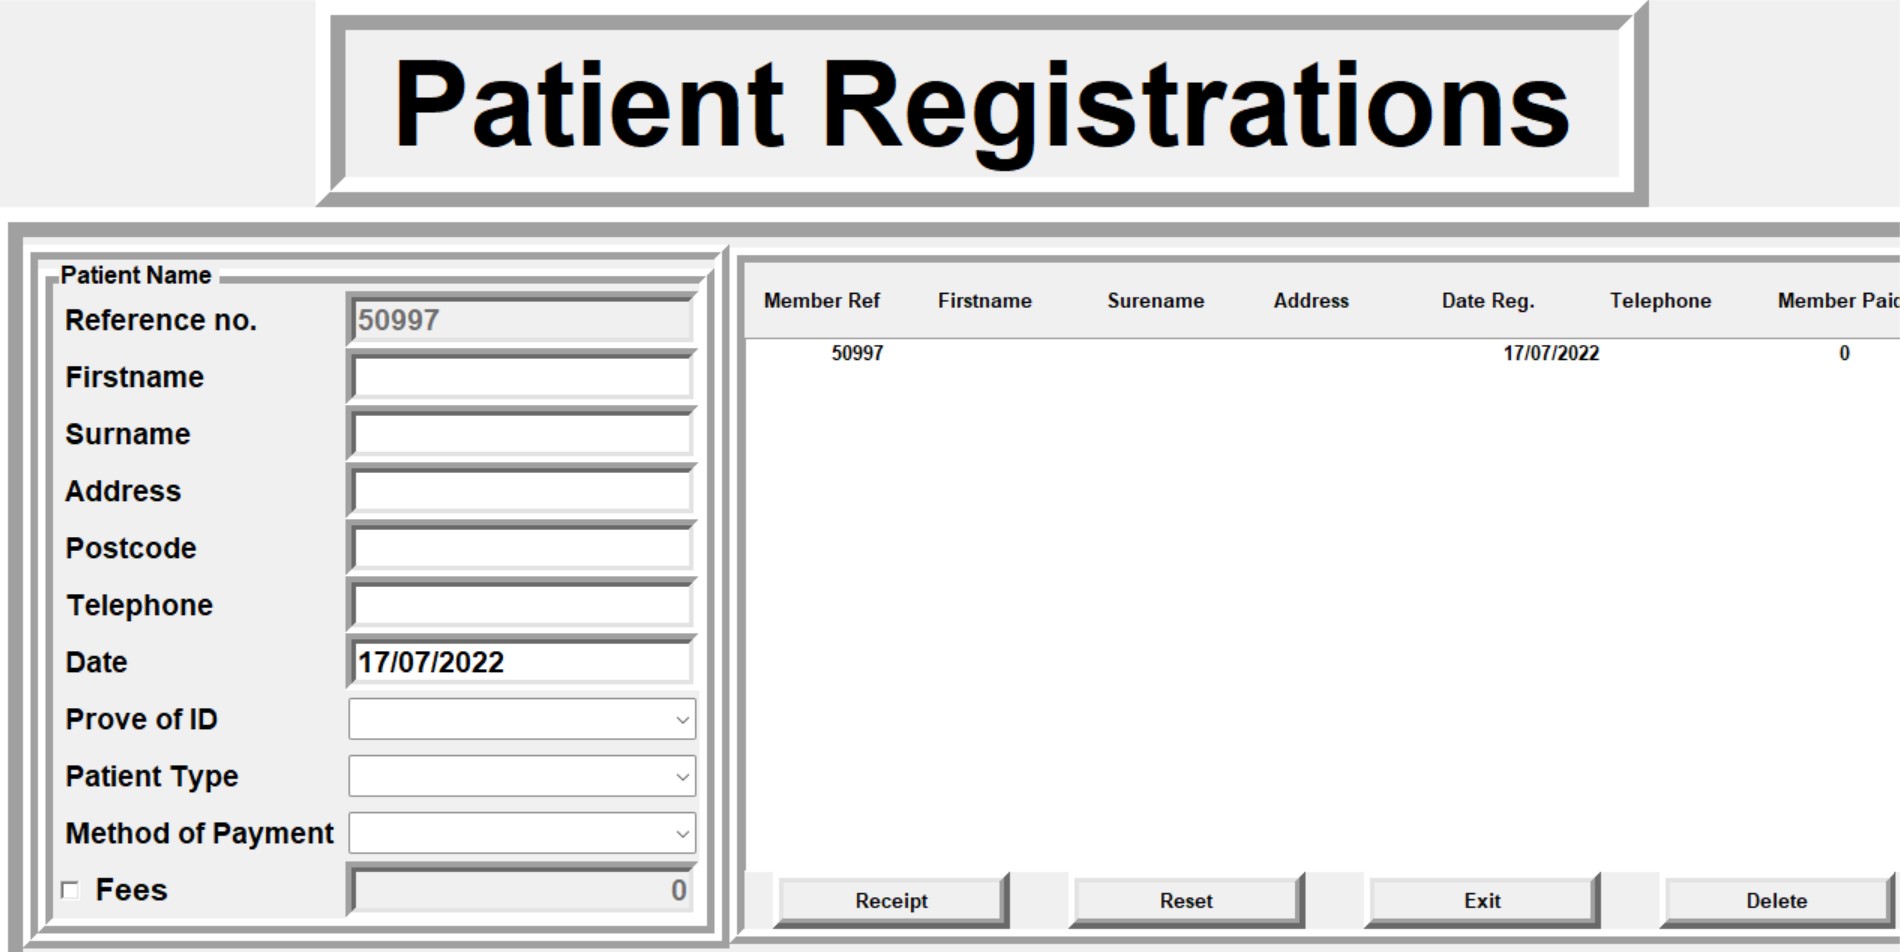 Patient Registrations
Patient Name
Reference no. 50997
Firstname
Surname
Address
Postcode
Telephone
Date 17/07/2022
Prove of ID
Patient Type
Method of Payment
Fees 0
Member Ref Firstname Surename Address Date Reg. Telephone Member Paid
50997 17/07/2022 0
Receipt Reset Exit Delete